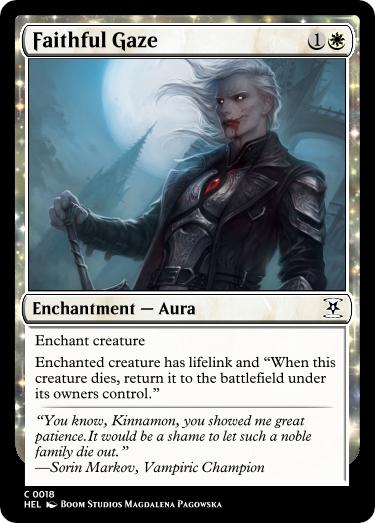 Faithful Gaze 1
Enchantment — Aura
Enchant creature
Enchanted creature has lifelink and “When this
creature dies, return it to the battlefield under
its owners control.”
“You know, Kinnamon, you showed me great
patience.It would be a shame to let such a noble
family die out.”
—Sorin Markov, Vampiric Champion
C 0018
HEL Boom Studios Magdalena Pagowska